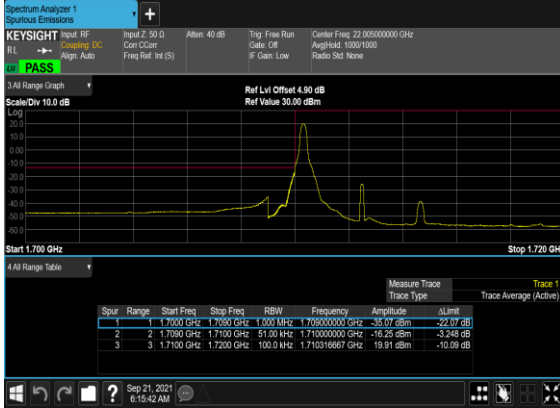 Spectrum Analyzer 1
Spurious Emissions
+
KEYSIGHT Input: RF Input Z: 50 Ω Atten: 40 dB Trig: Free Run Center Freq: 22.005000000 GHz
RL Coupling: DC Corr CCorr Gate: Off Avg|Hold: 1000/1000
Align: Auto Freq Ref: Int (S) IF Gain: Low Radio Std: None
LXI PASS
3 All Range Graph Ref Lvl Offset 4.90 dB
Scale/Div 10.0 dB Ref Value 30.00 dBm
Log
20.0
10.0
0.00
-10.0
-20.0
-30.0
-40.0
-50.0
-60.0
Start 1.700 GHz Stop 1.720 GH
4 All Range Table
Measure Trace Trace 1
Trace Type Trace Average (Active)
Spur Range Start Freq Stop Freq RBW Frequency Amplitude ΔLimit
1 1 1.7000 GHz 1.7090 GHz 1.000 MHz 1.709000000 GHz -35.07 dBm -22.07 dB
2 2 1.7090 GHz 1.7100 GHz 51.00 kHz 1.710000000 GHz -16.25 dBm -3.248 dB
3 3 1.7100 GHz 1.7200 GHz 100.0 kHz 1.710316667 GHz 19.91 dBm -10.09 dB
? Sep 21, 2021
6:15:42 AM